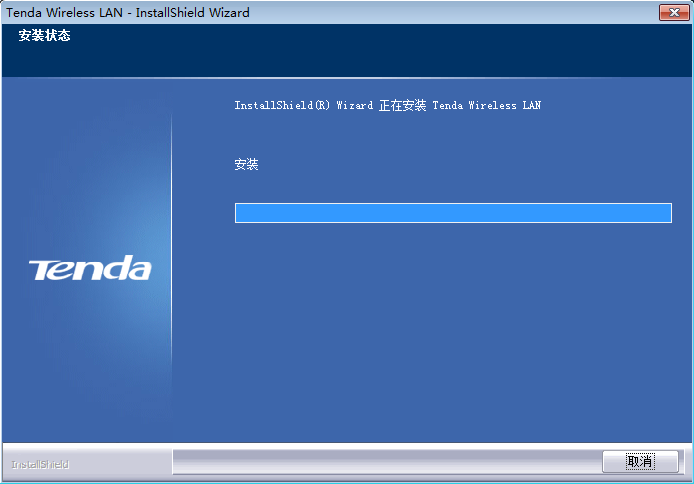 Tenda Wireless LAN - InstallShield Wizard
安装状态
InstallShield(R) Wizard 正在安装 Tenda Wireless LAN
安装
Tenda
InstallShield
取消